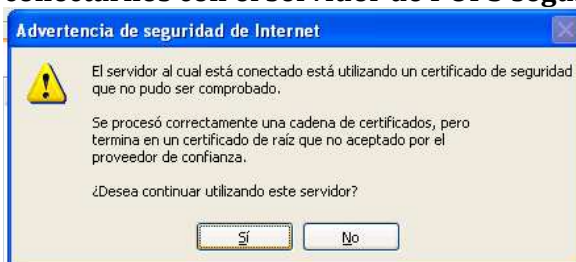 Advertencia de seguridad de Internet
El servidor al cual está conectado está utilizando un certificado de seguridad
que no pudo ser comprobado.
Se procesó correctamente una cadena de certificados, pero
termina en un certificado de raíz que no aceptado por el
proveedor de confianza.
¿Desea continuar utilizando este servidor?
Sí No